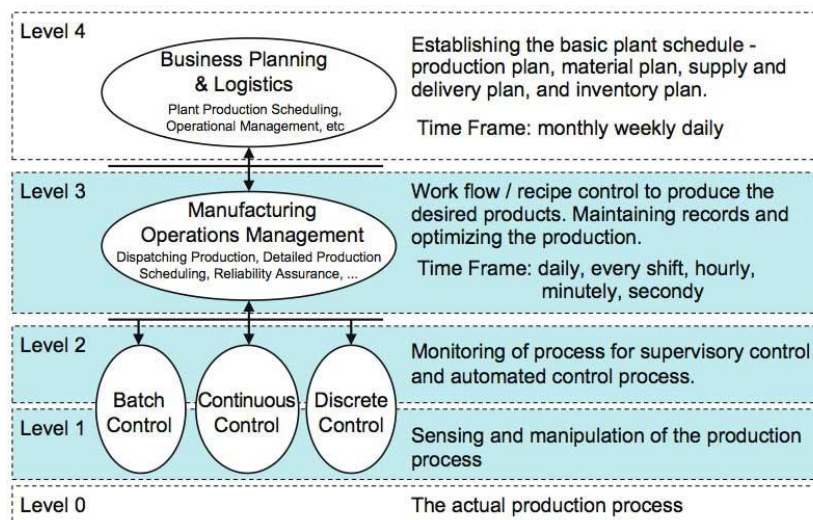 Level 4
Business Planning
& Logistics
Plant Production Scheduling,
Operational Management, etc
Establishing the basic plant schedule -
production plan, material plan, supply and
delivery plan, and inventory plan.
Time Frame: monthly weekly daily
Level 3
Manufacturing
Operations Management
Dispatching Production, Detailed Production
Scheduling, Reliability Assurance, ...
Work flow / recipe control to produce the
desired products. Maintaining records and
optimizing the production.
Time Frame: daily, every shift, hourly,
minutely, secondy
Level 2
Monitoring of process for supervisory control
and automated control process.
Batch
Control
Continuous
Control
Discrete
Control
Level 1
Sensing and manipulation of the production
process
Level 0
The actual production process